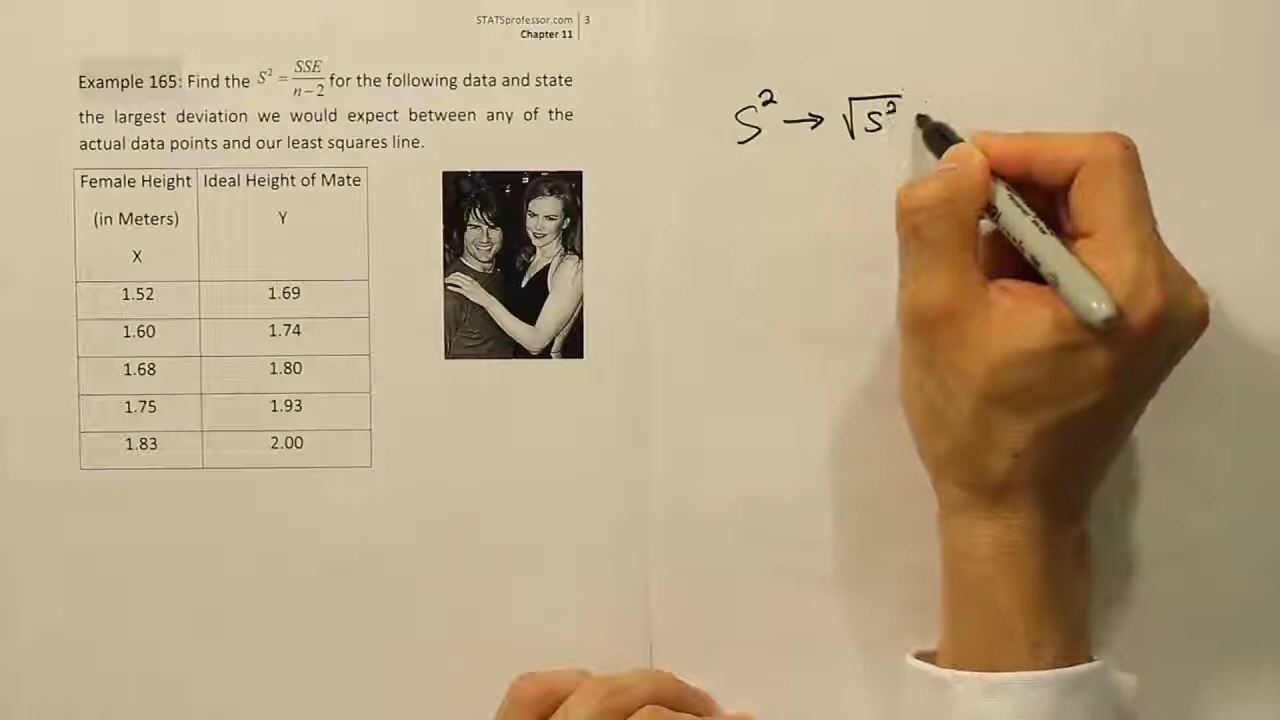 STATSprofessor.com | 3
Chapter 11
Example 165: Find the S² = SSE / n−2 for the following data and state
the largest deviation we would expect between any of the
actual data points and our least squares line.
Female Height (in Meters) X | Ideal Height of Mate Y
1.52 | 1.69
1.60 | 1.74
1.68 | 1.80
1.75 | 1.93
1.83 | 2.00
S² → √S²